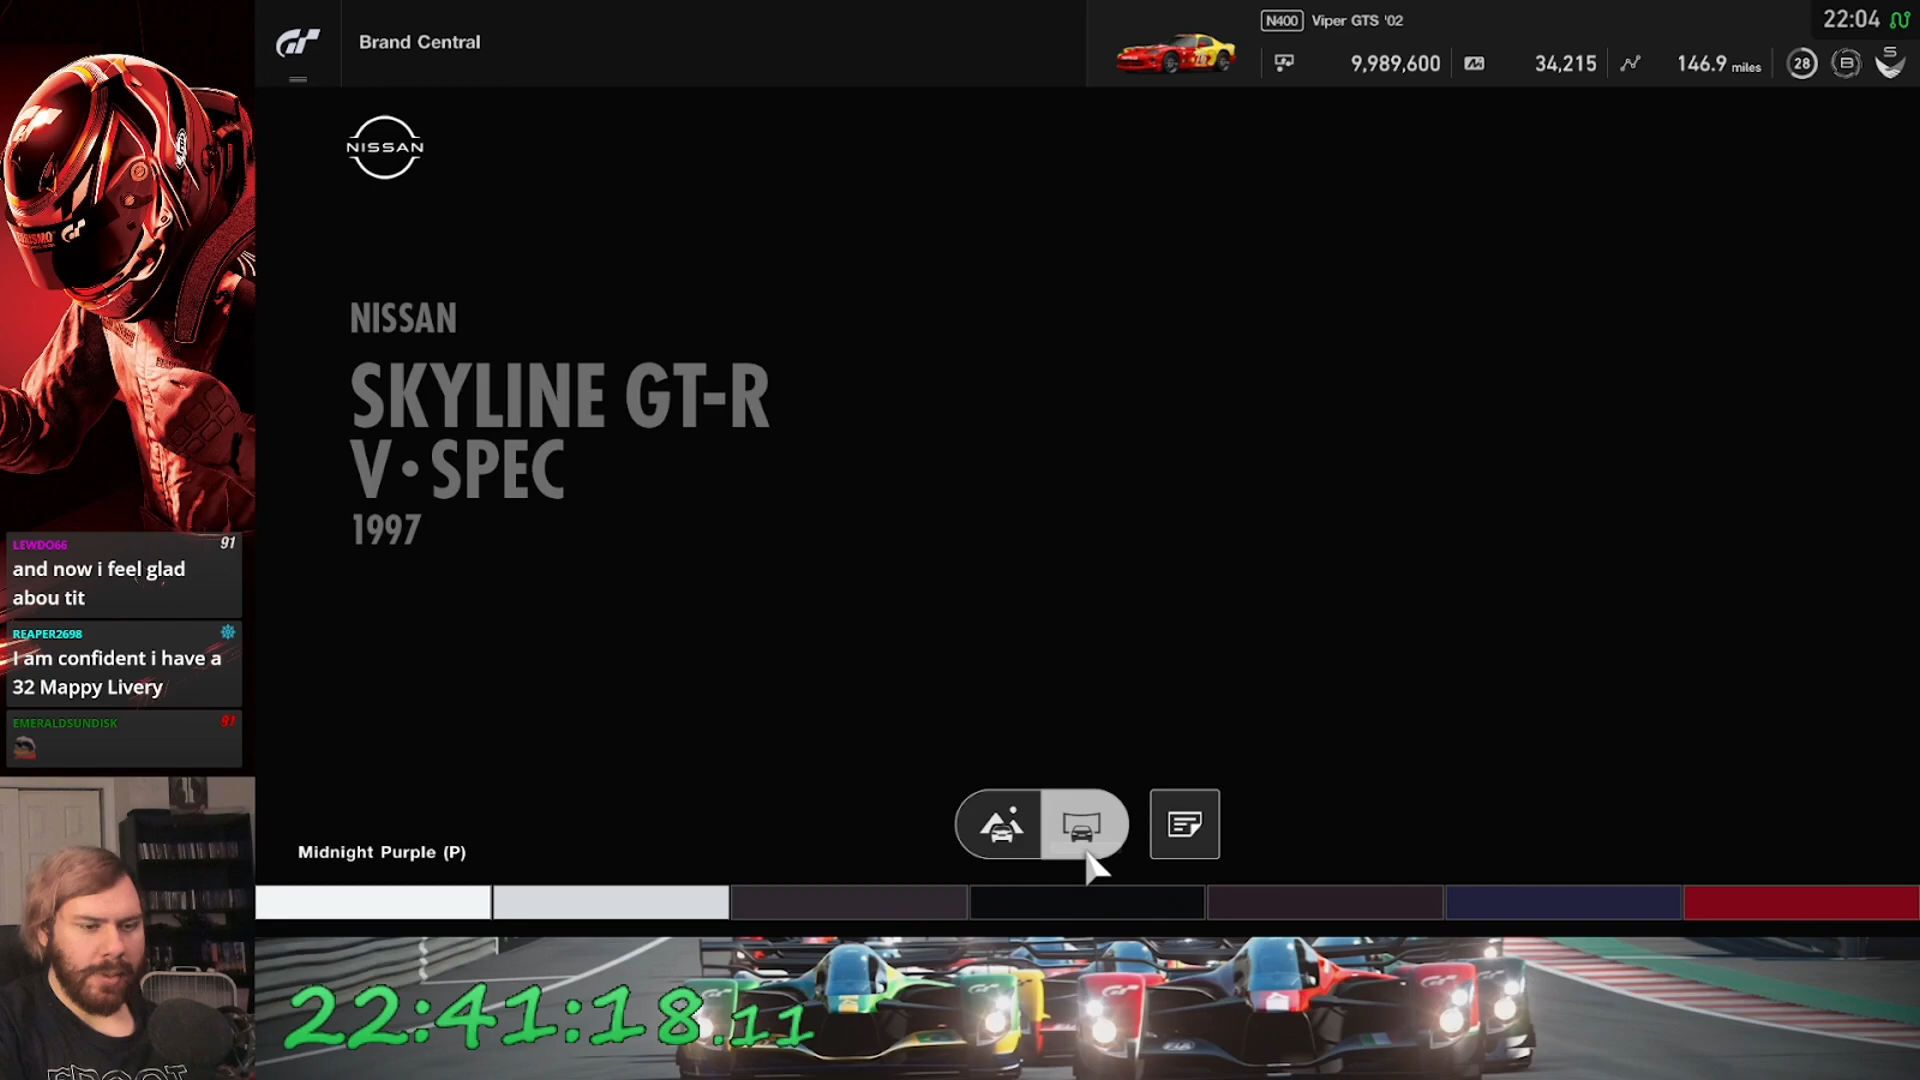 Brand Central
N400 Viper GTS '02
9,989,600
34,215
146.9 miles
28
B
S
22:04
NISSAN
NISSAN
SKYLINE GT-R
V・SPEC
1997
LEWDO66 91
and now i feel glad
abou tit
REAPER2698
I am confident i have a
32 Mappy Livery
EMERALDSUNDISK 91
Midnight Purple (P)
22:41:18.11